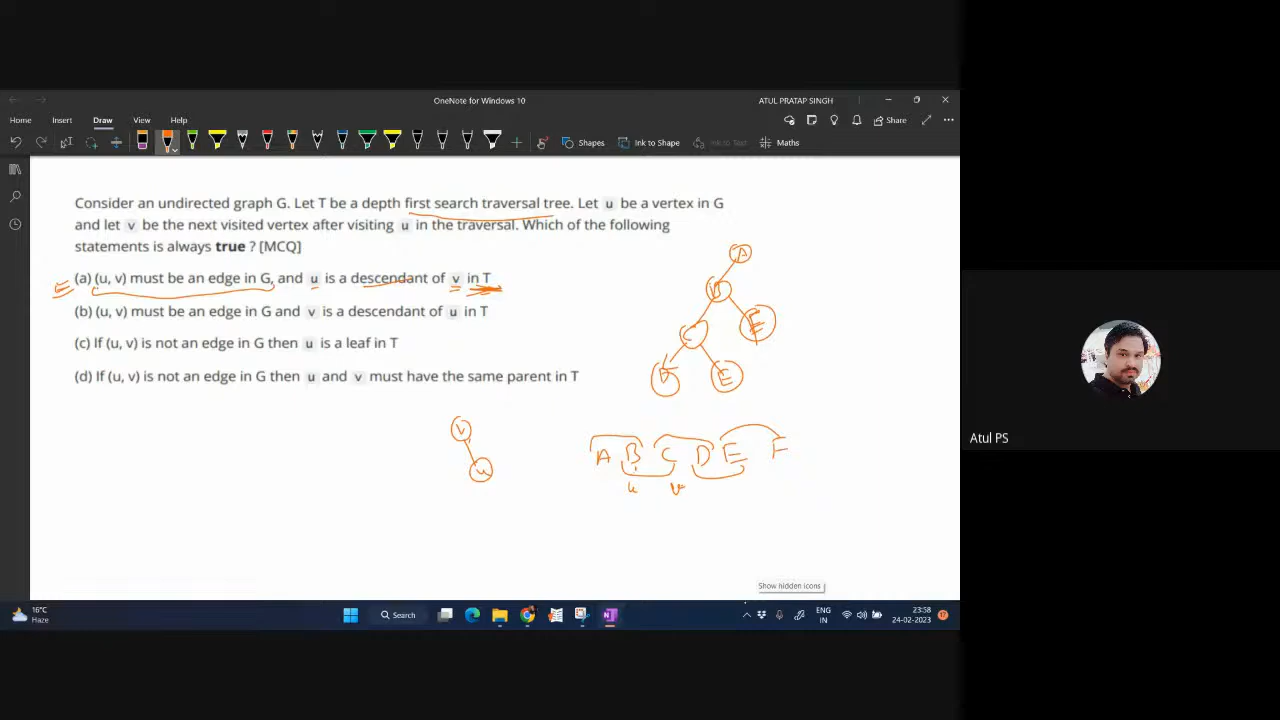 OneNote for Windows 10
ATUL PRATAP SINGH
Home Insert Draw View Help
Share
Shapes Ink to Shape Ink to Text Maths
Consider an undirected graph G. Let T be a depth first search traversal tree. Let u be a vertex in G
and let v be the next visited vertex after visiting u in the traversal. Which of the following
statements is always true ? [MCQ]
(a) (u, v) must be an edge in G, and u is a descendant of v in T
(b) (u, v) must be an edge in G and v is a descendant of u in T
(c) If (u, v) is not an edge in G then u is a leaf in T
(d) If (u, v) is not an edge in G then u and v must have the same parent in T
A
B
C E
E
v
u
A B C D E F
u v
Atul PS
Show hidden icons
16°C
Haze
Search
ENG
IN
23:58
24-02-2023
17